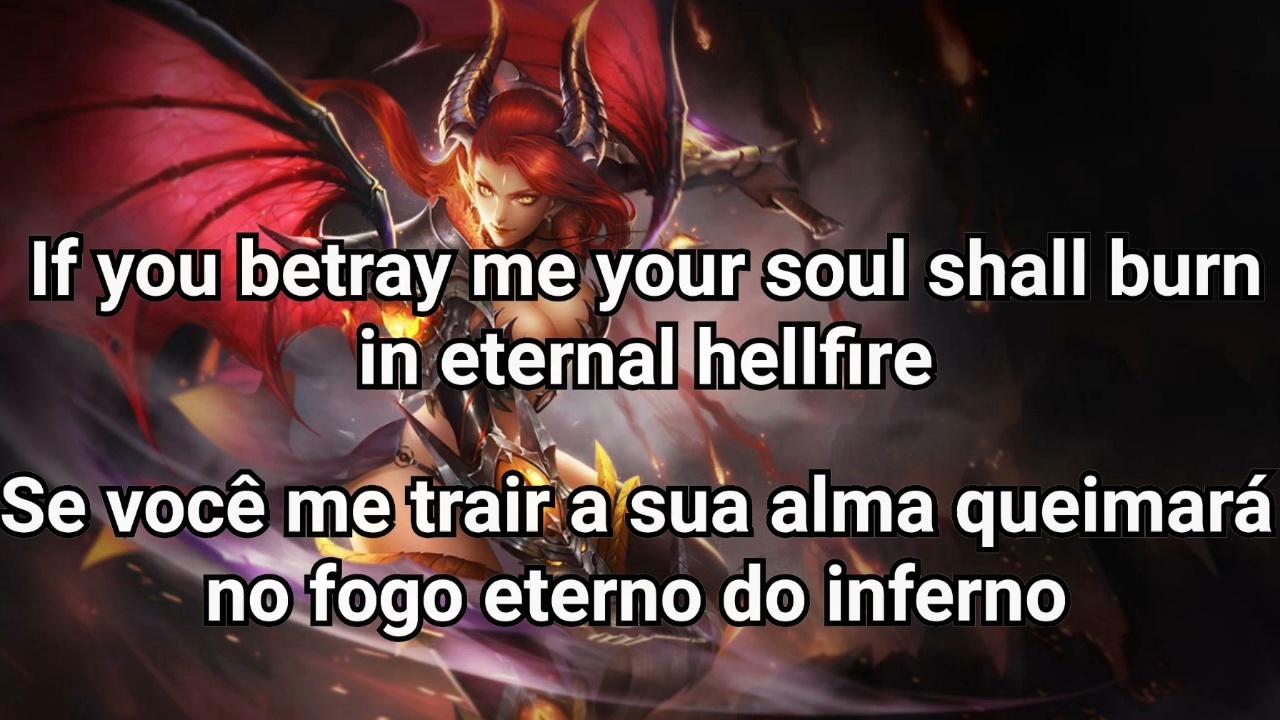 If you betray me your soul shall burn
in eternal hellfire
Se você me trair a sua alma queimará
no fogo eterno do inferno